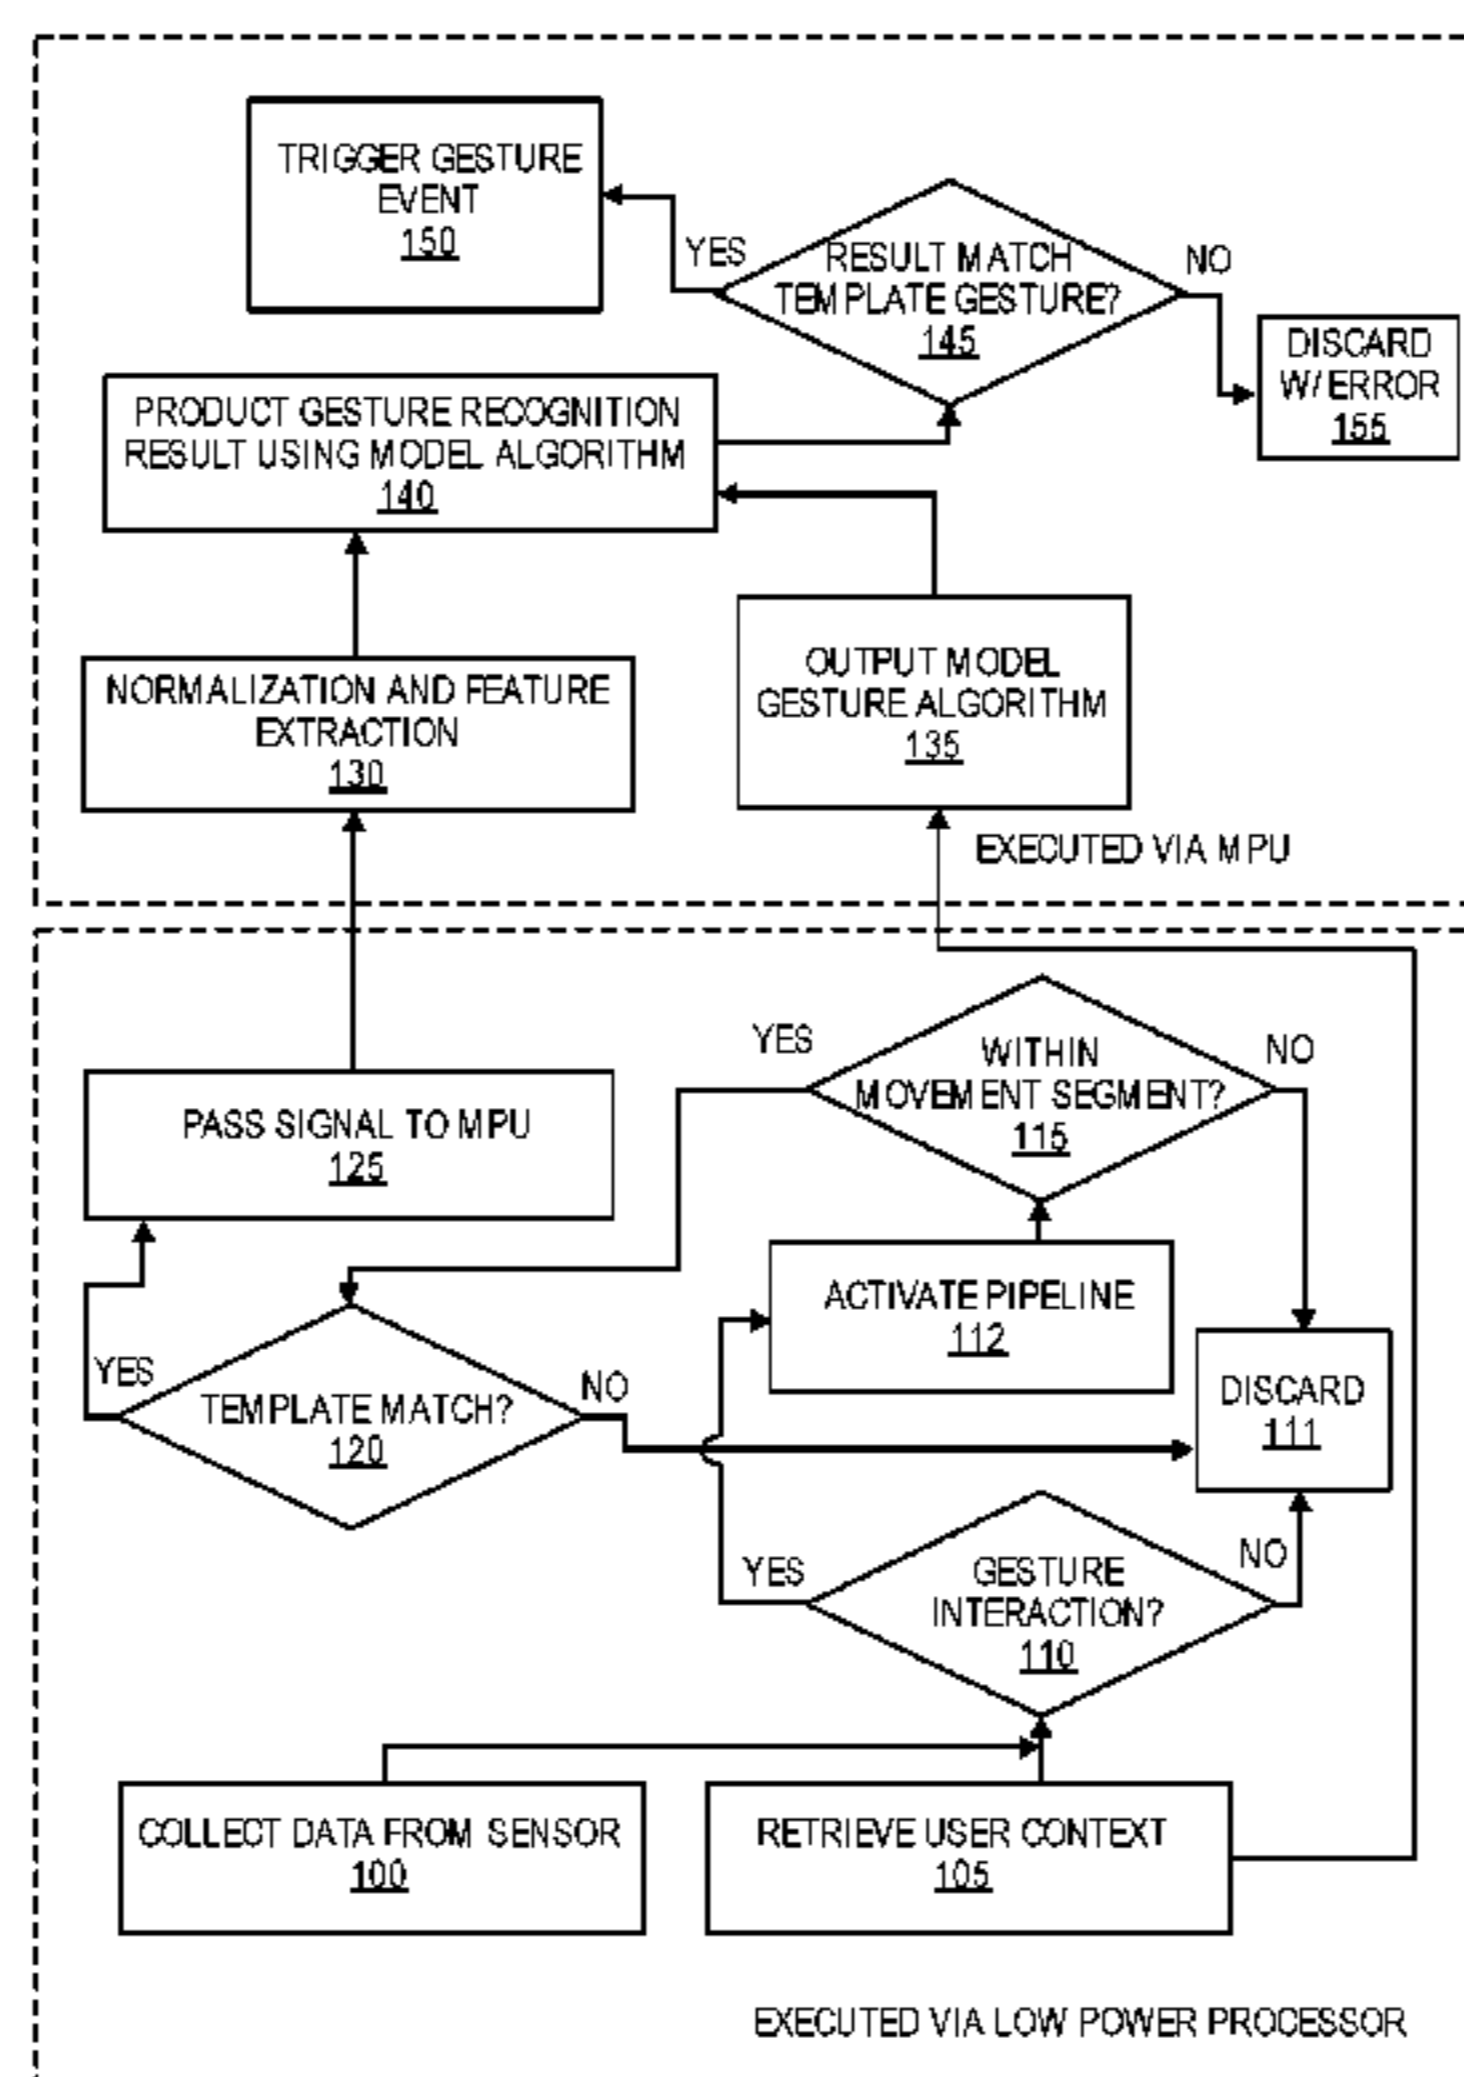 TRIGGER GESTURE
EVENT
150
YES
RESULT MATCH
TEMPLATE GESTURE?
145
NO
DISCARD
W/ ERROR
155
PRODUCT GESTURE RECOGNITION
RESULT USING MODEL ALGORITHM
140
NORMALIZATION AND FEATURE
EXTRACTION
130
OUTPUT MODEL
GESTURE ALGORITHM
135
EXECUTED VIA MPU
YES
WITHIN
MOVEMENT SEGMENT?
115
NO
PASS SIGNAL TO MPU
125
ACTIVATE PIPELINE
112
YES
TEMPLATE MATCH?
120
NO
DISCARD
111
YES
GESTURE
INTERACTION?
110
NO
COLLECT DATA FROM SENSOR
100
RETRIEVE USER CONTEXT
105
EXECUTED VIA LOW POWER PROCESSOR